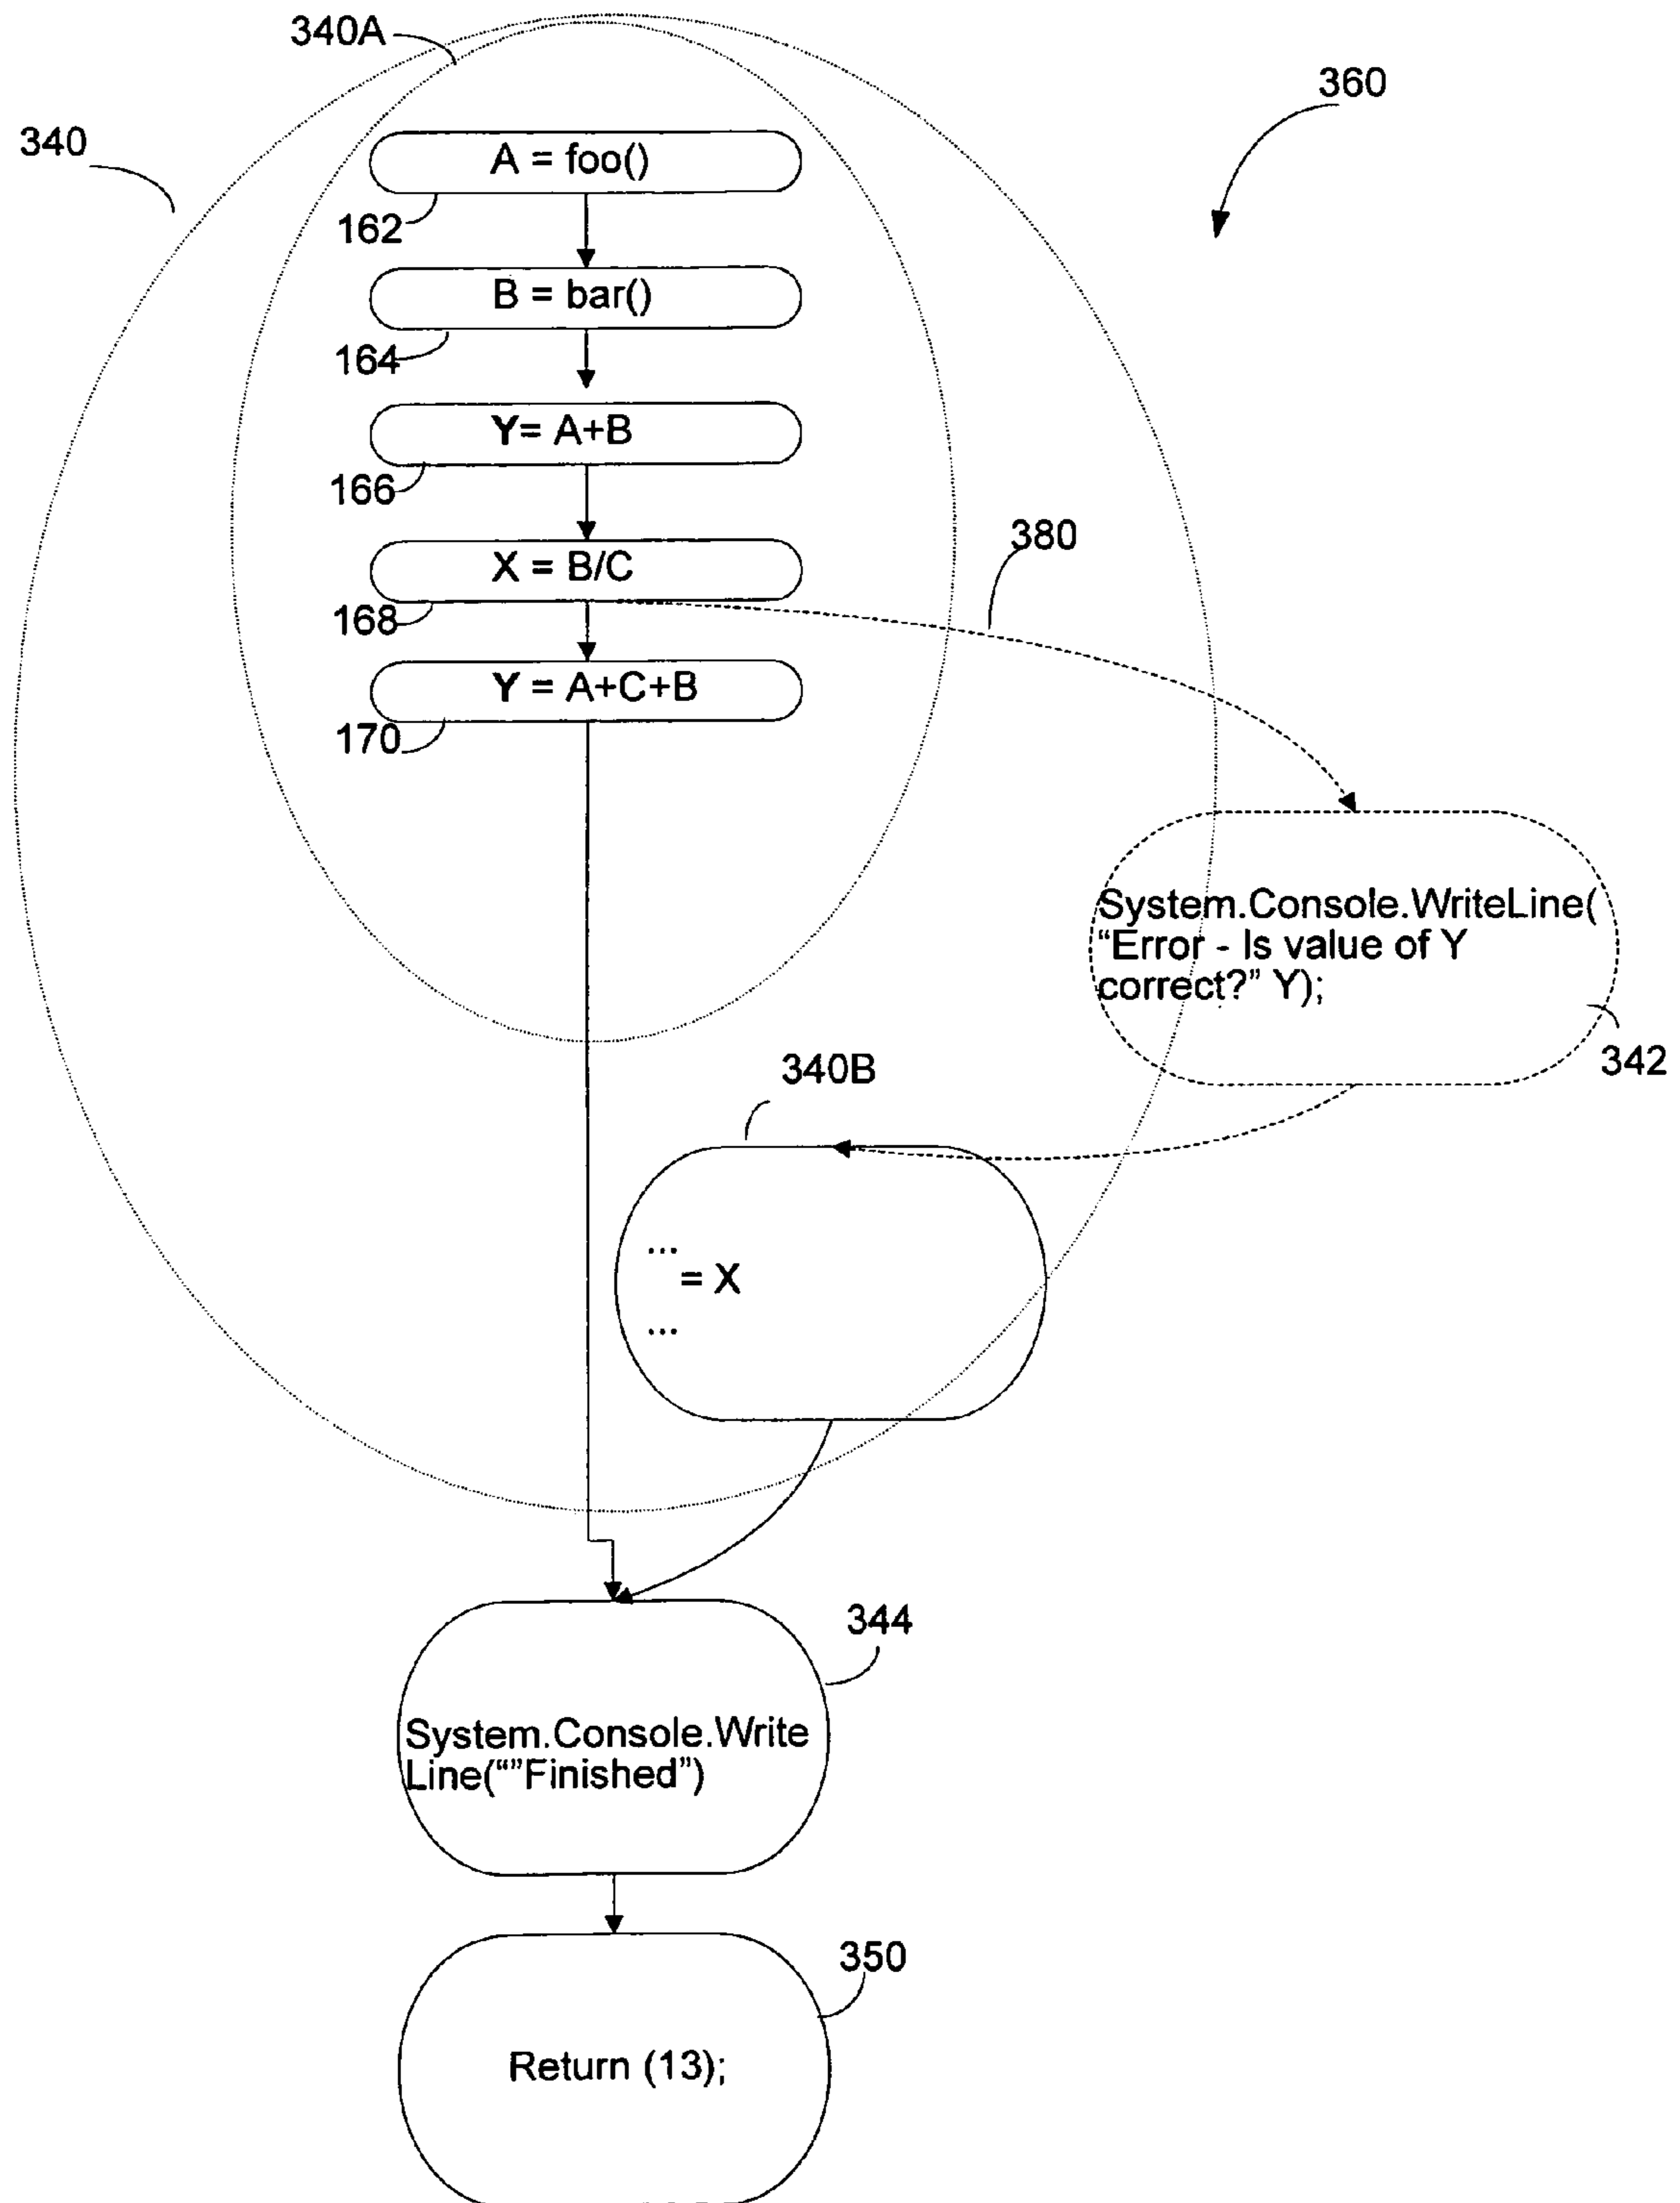 340A
360
340
A = foo()
162
B = bar()
164
Y= A+B
166
380
X = B/C
168
Y = A+C+B
170
System.Console.WriteLine(
“Error - Is value of Y
correct?” Y);
342
340B
...
= X
...
344
System.Console.Write
Line(“”Finished”)
350
Return (13);